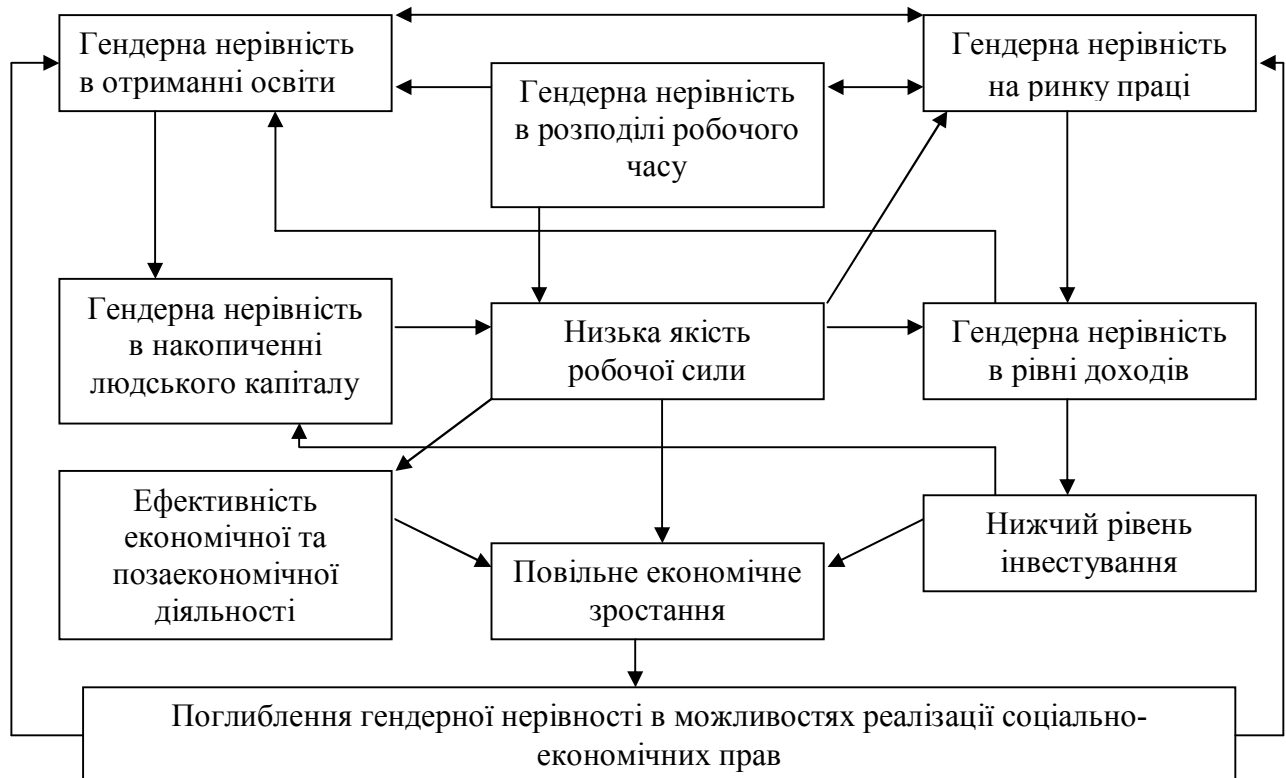 Гендерна нерівність
в отриманні освіти
Гендерна нерівність
в розподілі робочого
часу
Гендерна нерівність
на ринку праці
Гендерна нерівність
в накопиченні
людського капіталу
Низька якість
робочої сили
Гендерна нерівність
в рівні доходів
Ефективність
економічної та
позаекономічної
діяльності
Повільне економічне
зростання
Нижчий рівень
інвестування
Поглиблення гендерної нерівності в можливостях реалізації соціально-
економічних прав